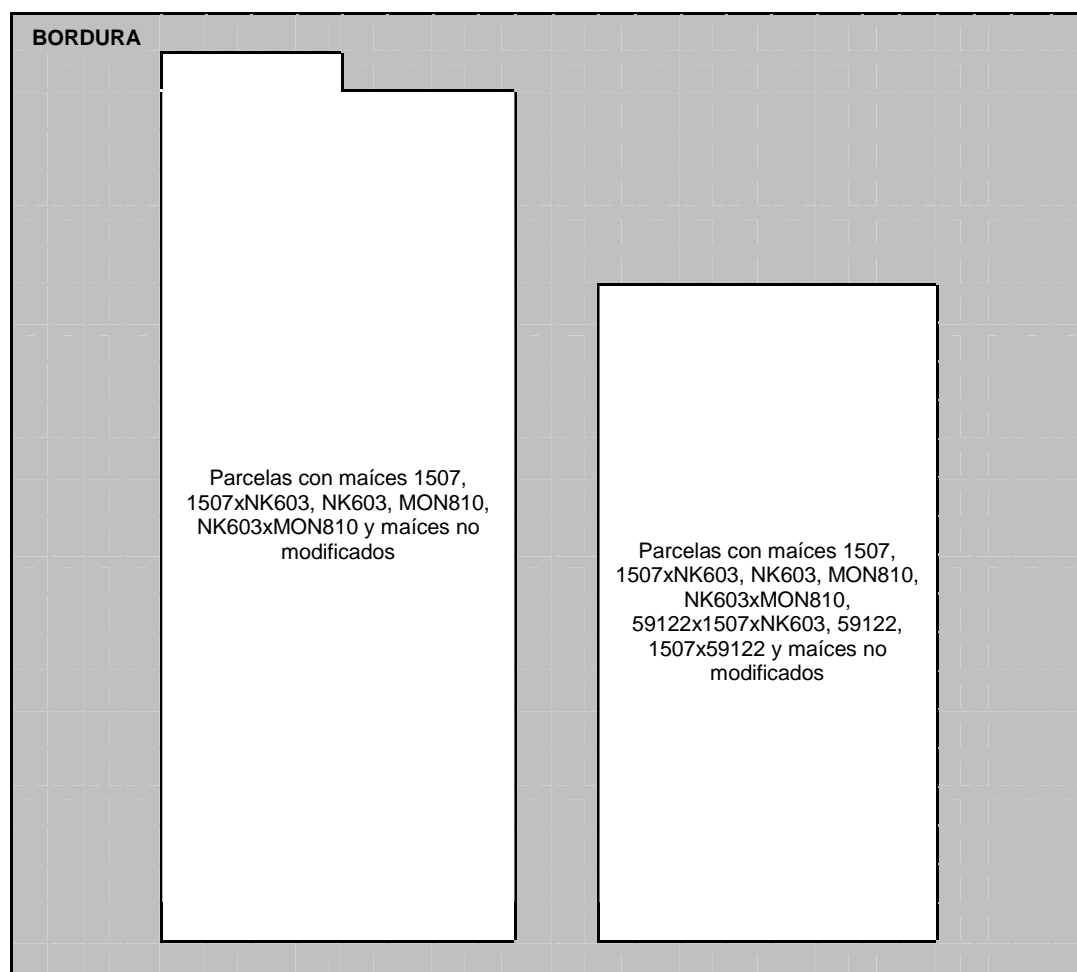 BORDURA
Parcelas con maíces 1507,
1507xNK603, NK603, MON810,
NK603xMON810 y maíces no
modificados
Parcelas con maíces 1507,
1507xNK603, NK603, MON810,
NK603xMON810,
59122x1507xNK603, 59122,
1507x59122 y maíces no
modificados